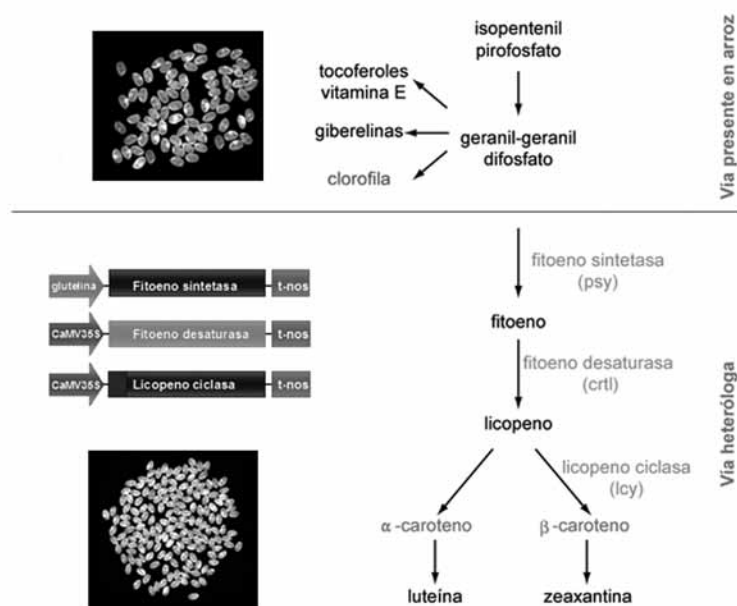 isopentenil
pirofosfato
tocoferoles
vitamina E
giberelinas
geranil-geranil
difosfato
clorofila
Vía presente en arroz
glutelina
Fitoeno sintasa
t-nos
CaMV35S
Fitoeno desaturasa
t-nos
CaMV35S
Licopeno ciclasa
t-nos
fitoeno sintetasa
(psy)
fitoeno
fitoeno desaturasa
(crtl)
licopeno
licopeno ciclasa
(lcy)
α-caroteno
β-caroteno
luteína
zeaxantina
Vía heteróloga